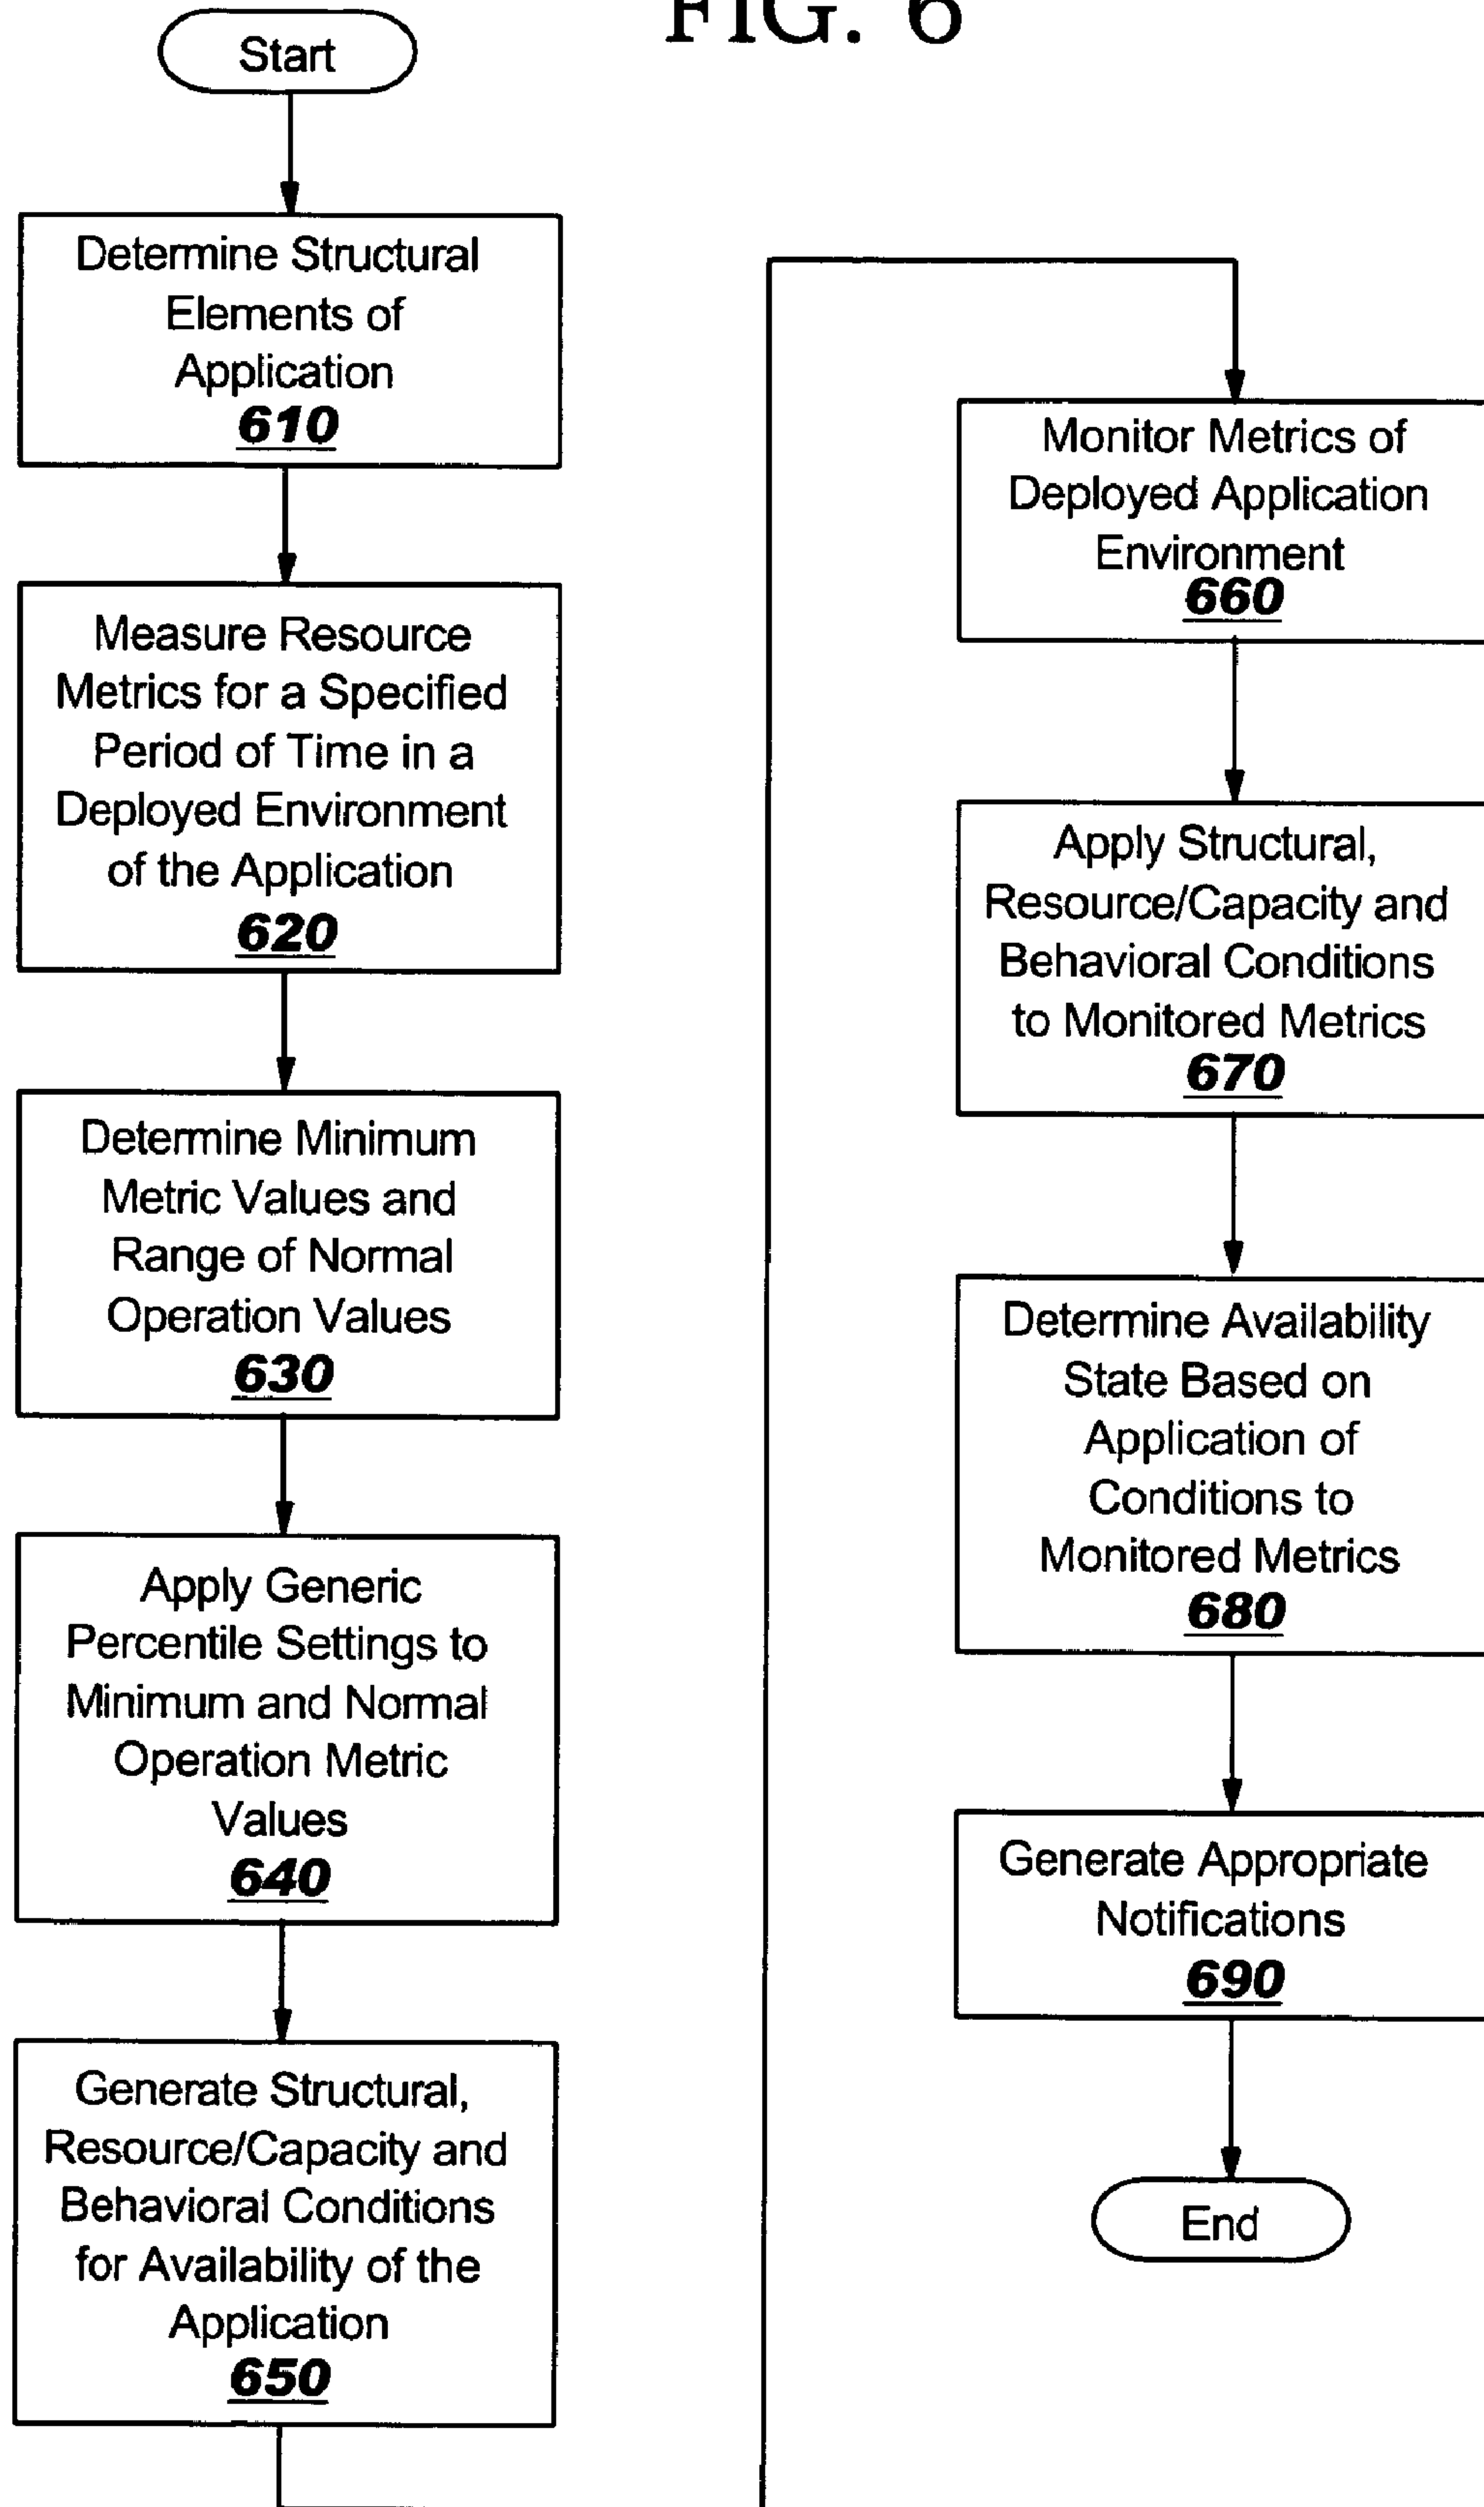 FIG. 6
Start
Determine Structural
Elements of
Application
610
Measure Resource
Metrics for a Specified
Period of Time in a
Deployed Environment
of the Application
620
Determine Minimum
Metric Values and
Range of Normal
Operation Values
630
Apply Generic
Percentile Settings to
Minimum and Normal
Operation Metric
Values
640
Generate Structural,
Resource/Capacity and
Behavioral Conditions
for Availability of the
Application
650
Monitor Metrics of
Deployed Application
Environment
660
Apply Structural,
Resource/Capacity and
Behavioral Conditions
to Monitored Metrics
670
Determine Availability
State Based on
Application of
Conditions to
Monitored Metrics
680
Generate Appropriate
Notifications
690
End